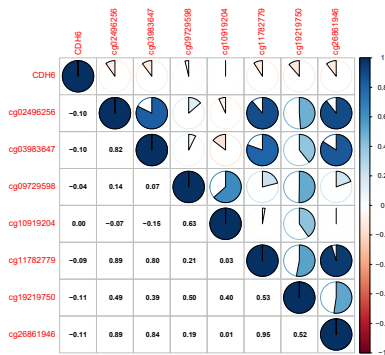 CDH6
cg02496256
cg03983647
cg09729598
cg10919204
cg11782779
cg19219750
cg26861946
CDH6
cg02496256 −0.10
cg03983647 −0.10 0.82
cg09729598 −0.04 0.14 0.07
cg10919204 0.00 −0.07 −0.15 0.63
cg11782779 −0.09 0.89 0.80 0.21 0.03
cg19219750 −0.11 0.49 0.39 0.50 0.40 0.53
cg26861946 −0.11 0.89 0.84 0.19 0.01 0.95 0.52
1
0.8
0.6
0.4
0.2
0
−0.2
−0.4
−0.6
−0.8
−1